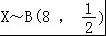 X~B(8 , 1/2)